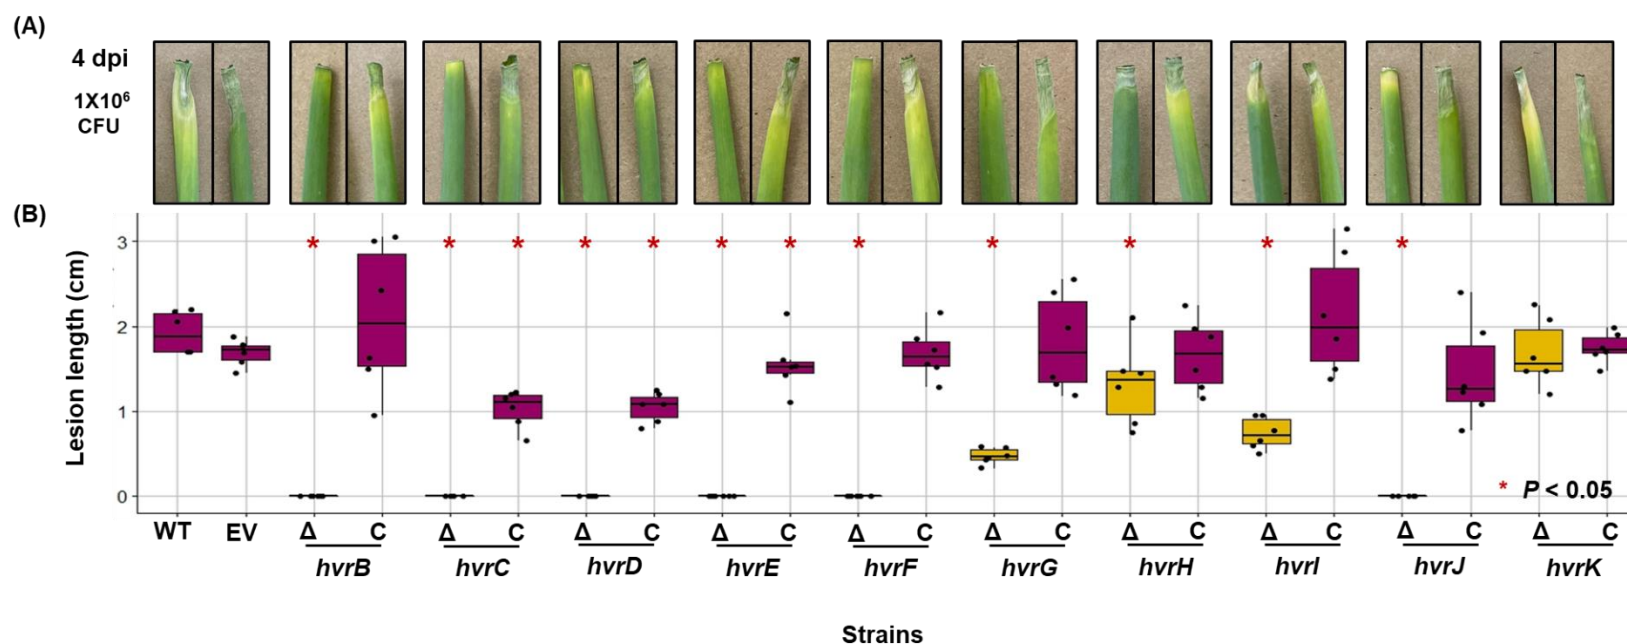 (A)
4 dpi
1X10⁶
CFU
(B)
Lesion length (cm)
3
2
1
0
* * * * * * * * * * * *
* P < 0.05
WT EV Δ C Δ C Δ C Δ C Δ C Δ C Δ C Δ C Δ C Δ C
hvrB hvrC hvrD hvrE hvrF hvrG hvrH hvrI hvrJ hvrK
Strains